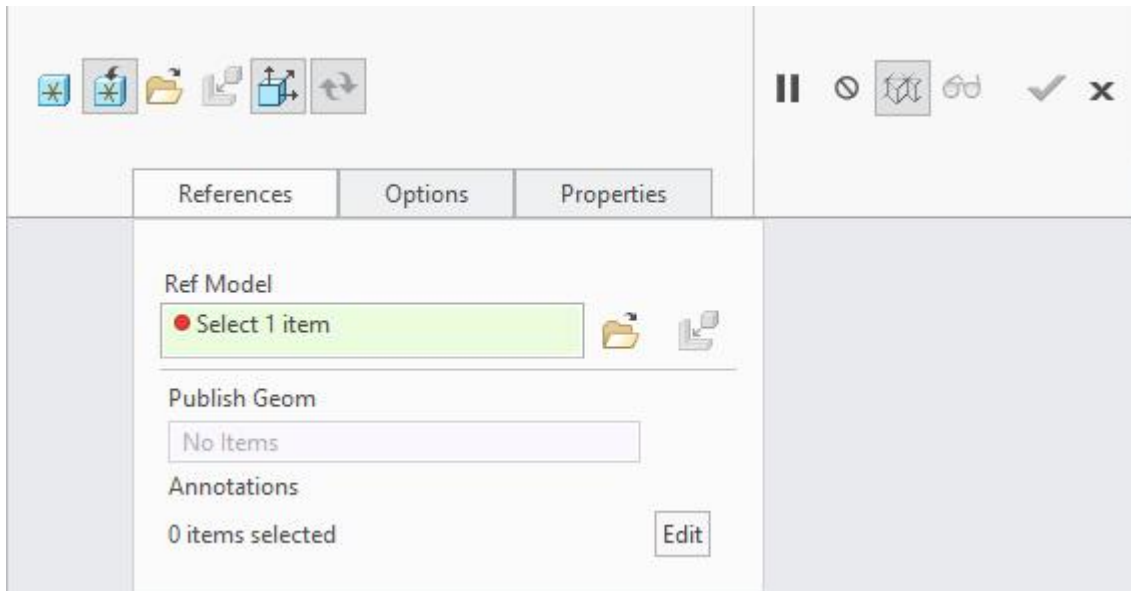 References
Options
Properties
Ref Model
Select 1 item
Publish Geom
No Items
Annotations
0 items selected
Edit